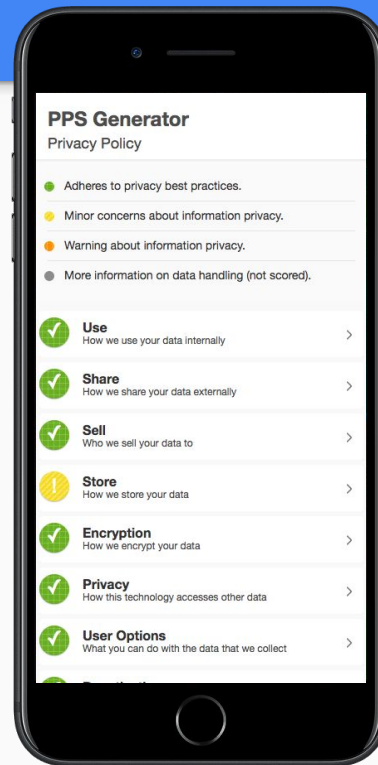 PPS Generator
Privacy Policy
Adheres to privacy best practices.
Minor concerns about information privacy.
Warning about information privacy.
More information on data handling (not scored).
Use
How we use your data internally
Share
How we share your data externally
Sell
Who we sell your data to
Store
How we store your data
Encryption
How we encrypt your data
Privacy
How this technology accesses other data
User Options
What you can do with the data that we collect